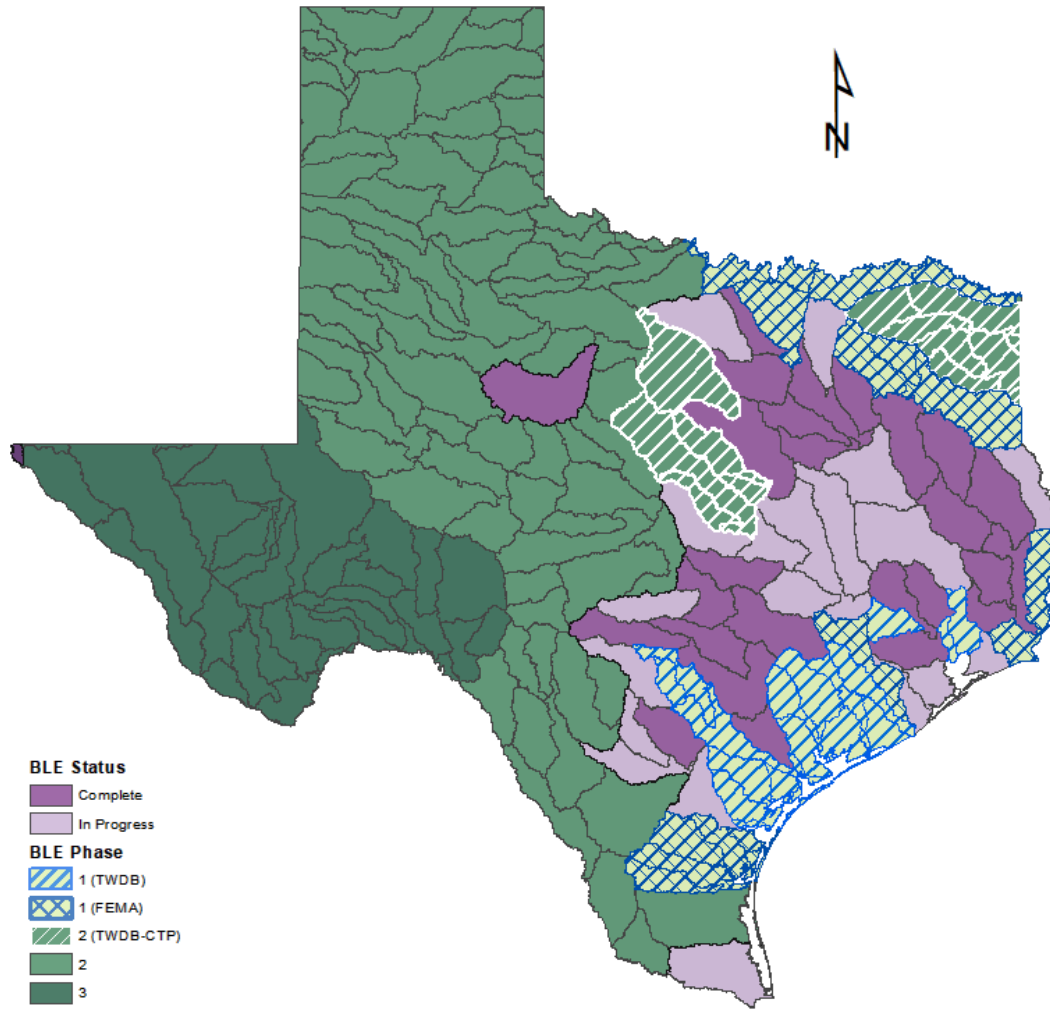 N
BLE Status
Complete
In Progress
BLE Phase
1 (TWDB)
1 (FEMA)
2 (TWDB-CTP)
2
3